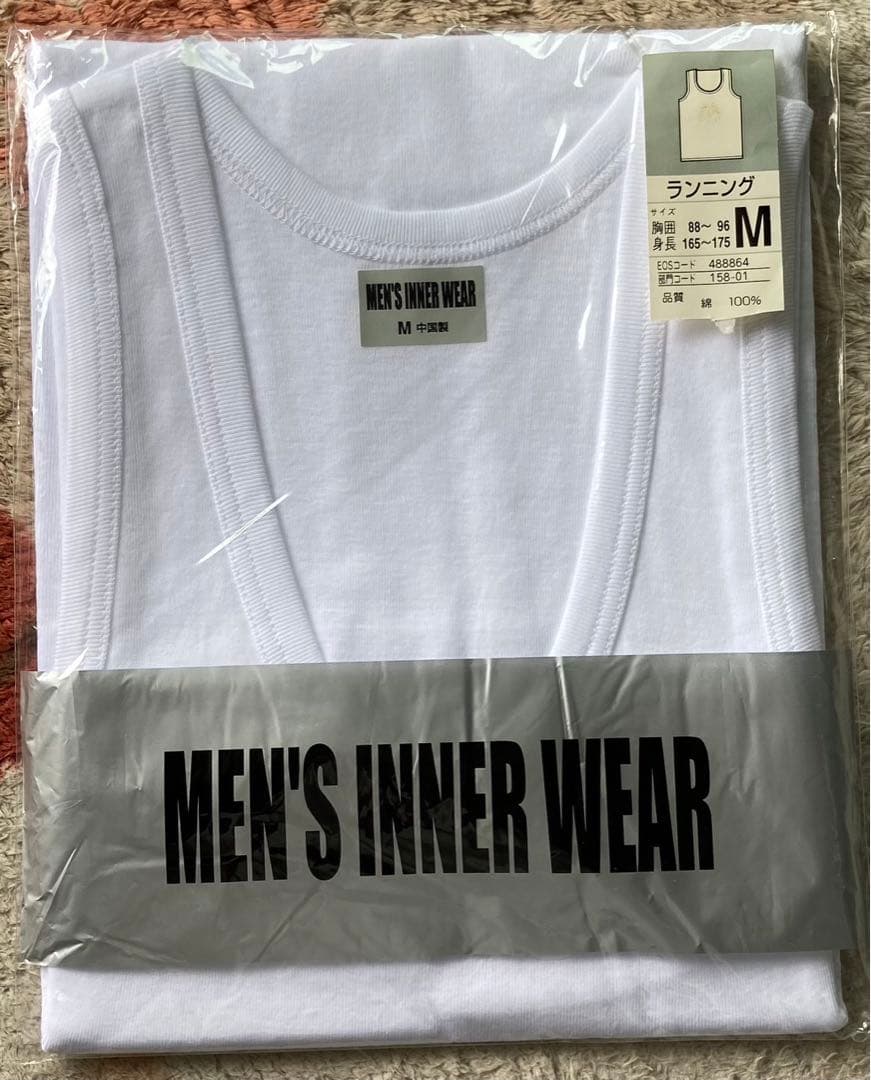 ランニング
サイズ
胸囲 88～ 96
身長 165～175
M
EOSコード 488864
部門コード 158-01
品質 綿 100%
MEN'S INNER WEAR
M 中国製
MEN'S INNER WEAR